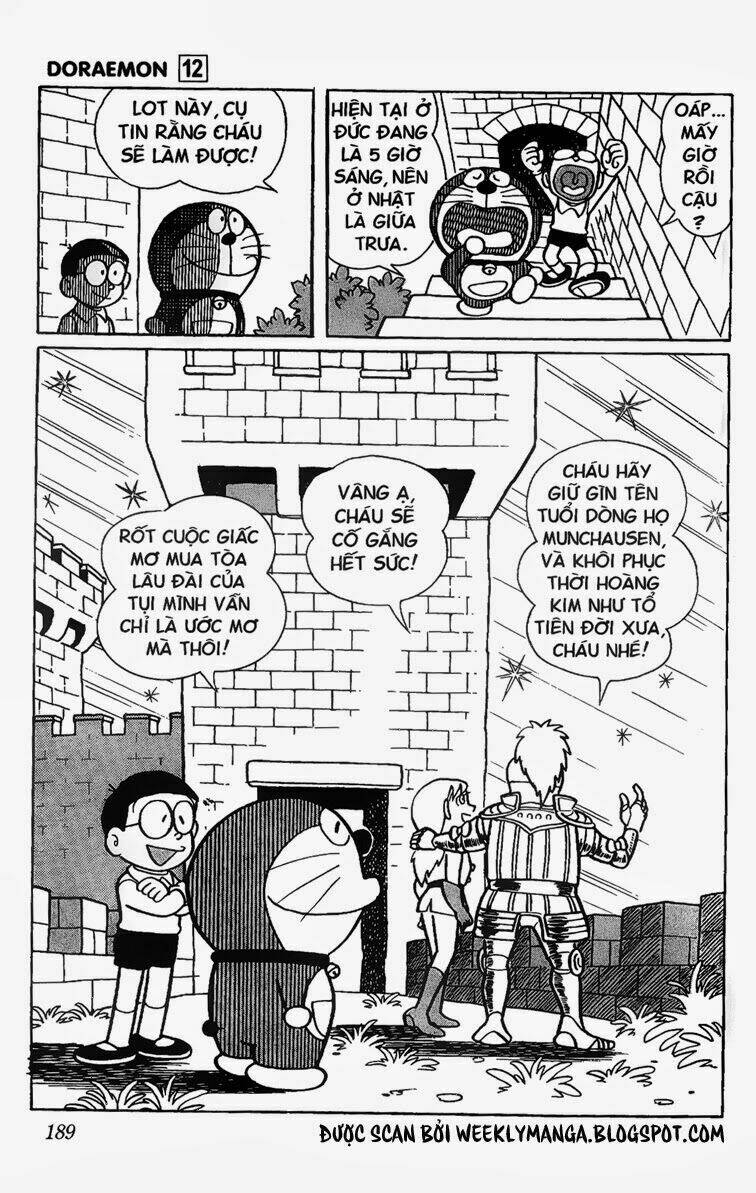 DORAEMON 12
LOT NÀY, CỤ
TIN RẰNG CHÁU
SẼ LÀM ĐƯỢC!
HIỆN TẠI Ở
ĐỨC ĐANG
LÀ 5 GIỜ
SÁNG, NÊN
Ở NHẬT
LÀ GIỮA
TRƯA.
OÁP...
MẤY
GIỜ
RỒI
CẬU
?
RỐT CUỘC GIẤC
MƠ MUA TÒA
LÂU ĐÀI CỦA
TỤI MÌNH VẪN
CHỈ LÀ ƯỚC MƠ
MÀ THÔI!
VÂNG Ạ,
CHÁU SẼ
CỐ GẮNG
HẾT SỨC!
CHÁU HÃY
GIỮ GÌN TÊN
TUỔI DÒNG HỌ
MUNCHAUSEN,
VÀ KHÔI PHỤC
THỜI HOÀNG
KIM NHƯ TỔ
TIÊN ĐỜI XƯA,
CHÁU NHÉ!
189
ĐƯỢC SCAN BỞI WEEKLYMANGA.BLOGSPOT.COM